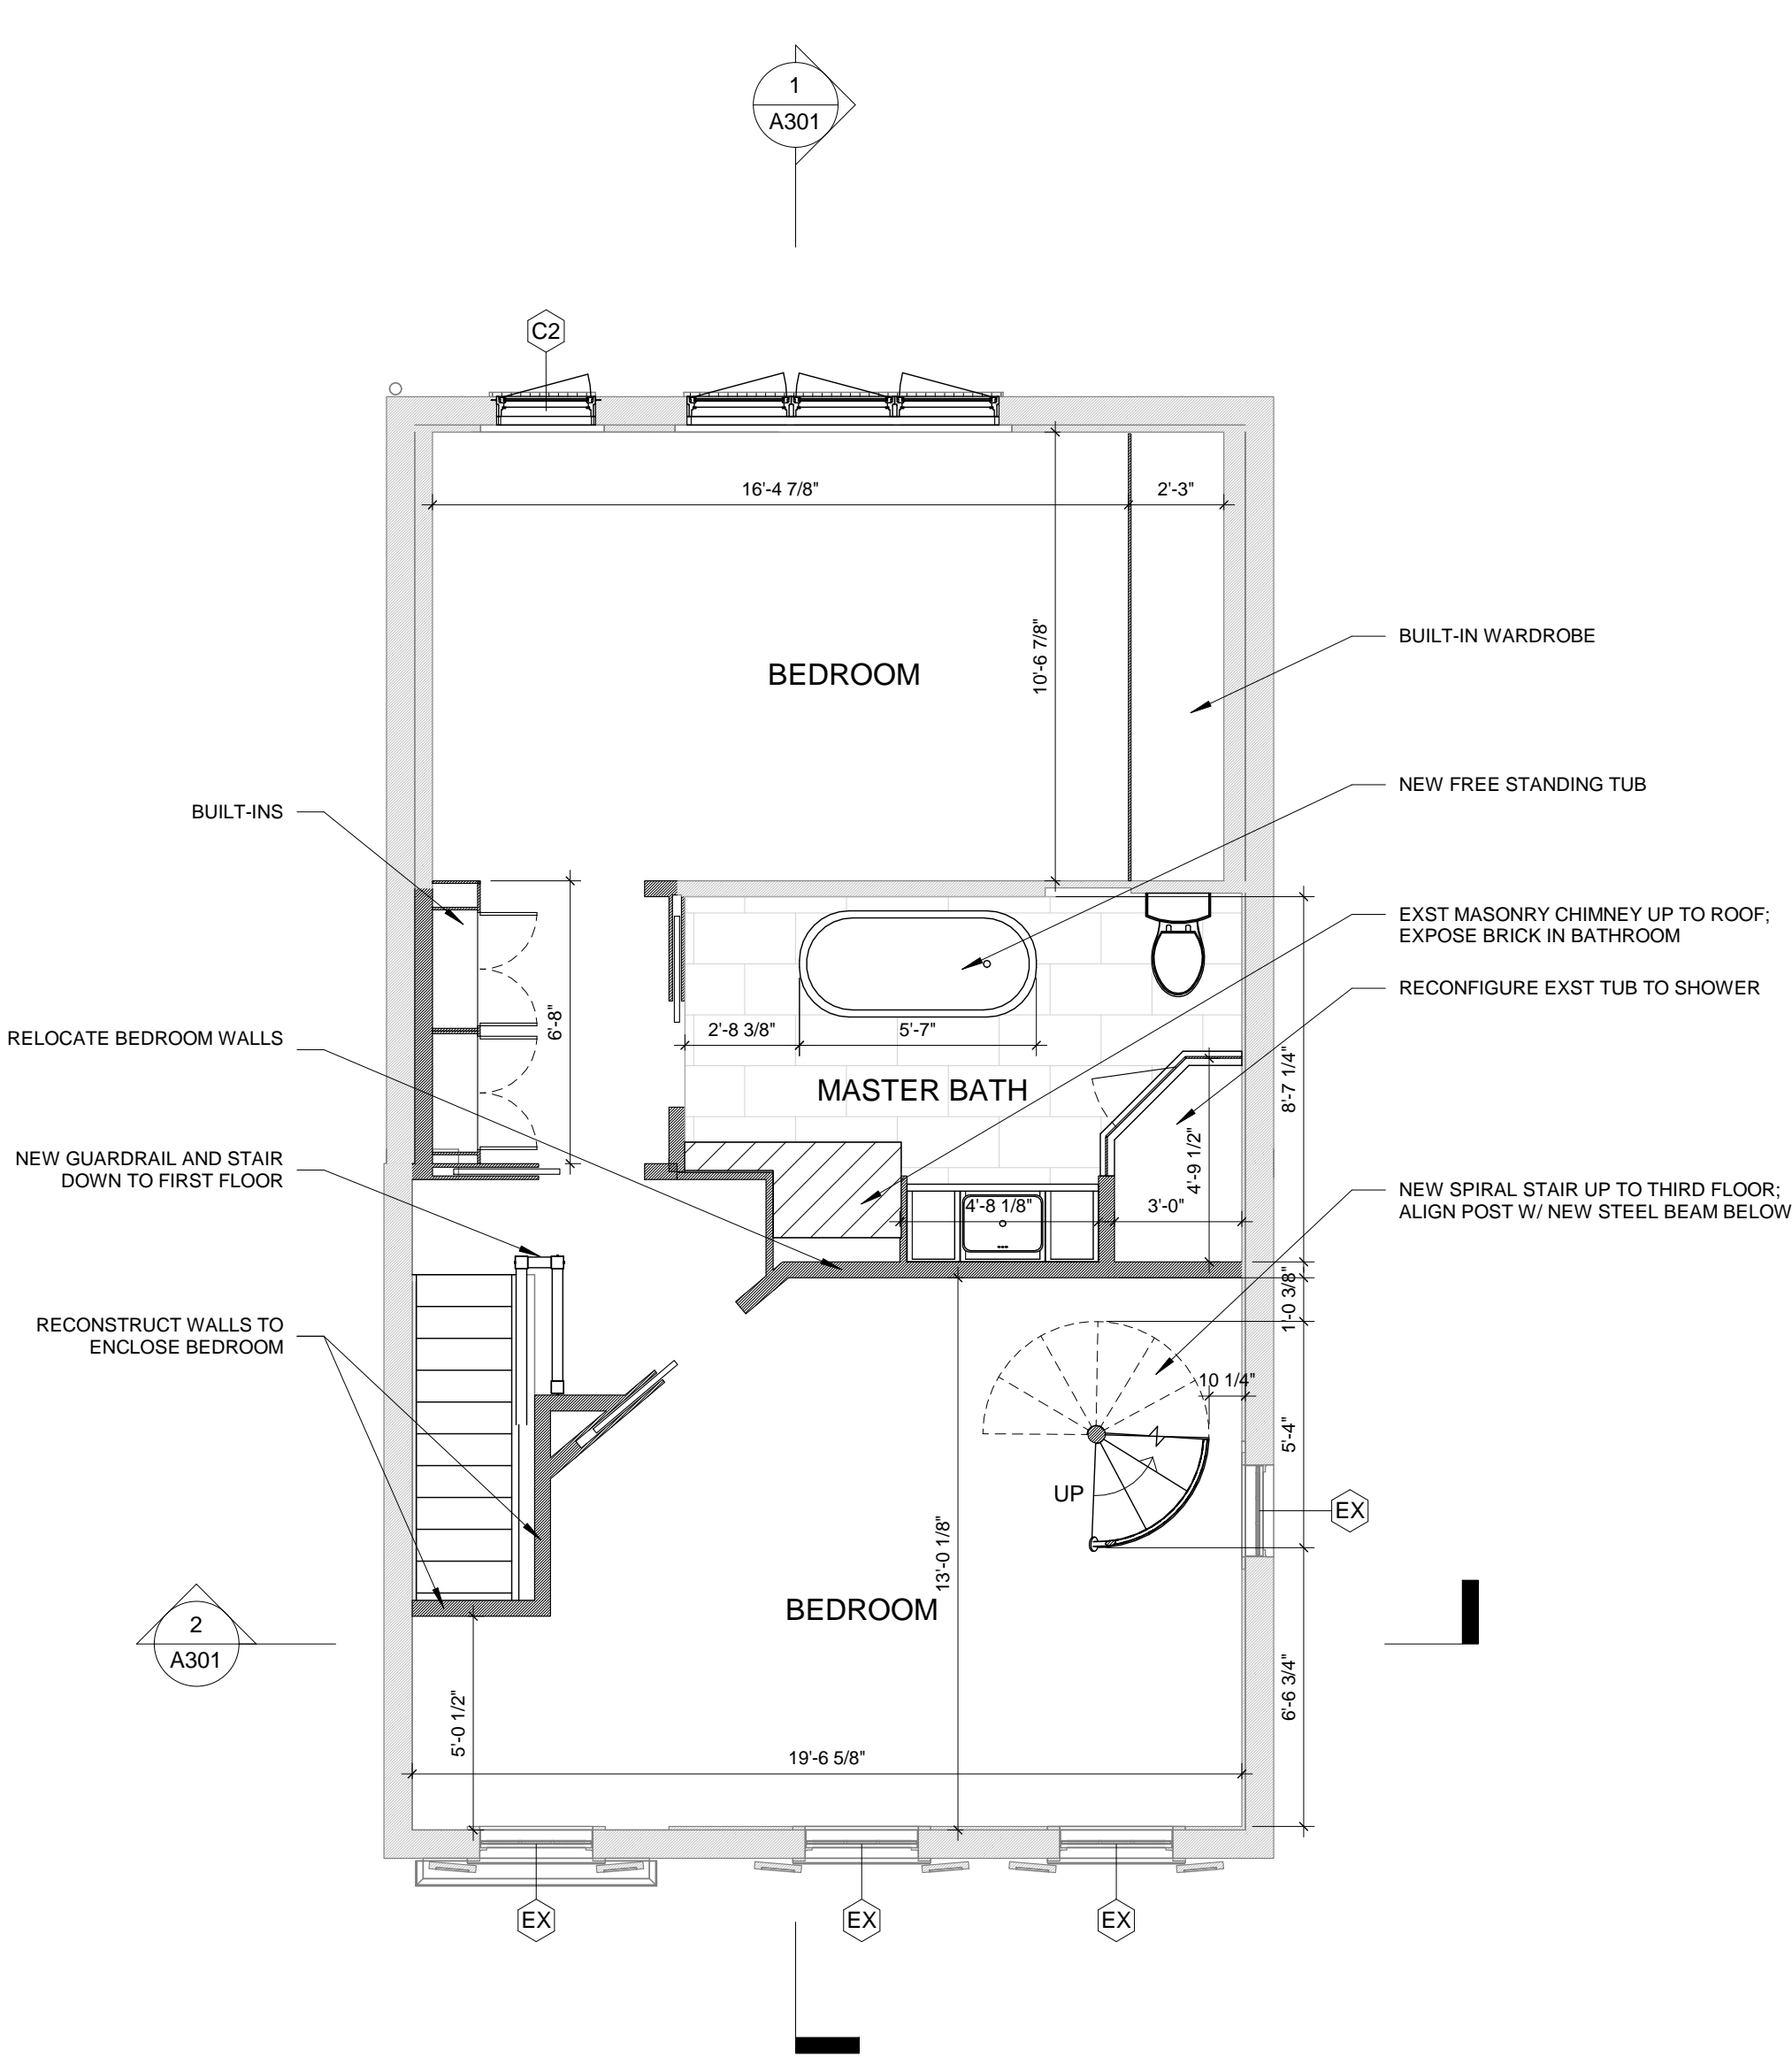 1
A301
C2
16'-4 7/8"
2'-3"
10'-6 7/8"
BEDROOM
BUILT-IN WARDROBE
NEW FREE STANDING TUB
BUILT-INS
EXST MASONRY CHIMNEY UP TO ROOF;
EXPOSE BRICK IN BATHROOM
RECONFIGURE EXST TUB TO SHOWER
6'-8"
2'-8 3/8"
5'-7"
RELOCATE BEDROOM WALLS
MASTER BATH
8'-7 1/4"
4'-9 1/2"
NEW GUARDRAIL AND STAIR
DOWN TO FIRST FLOOR
4'-8 1/8"
3'-0"
NEW SPIRAL STAIR UP TO THIRD FLOOR;
ALIGN POST W/ NEW STEEL BEAM BELOW
1'-0 3/8"
RECONSTRUCT WALLS TO
ENCLOSE BEDROOM
10 1/4"
5'-4"
UP
EX
13'-0 1/8"
BEDROOM
2
A301
5'-0 1/2"
6'-6 3/4"
19'-6 5/8"
EX
EX
EX